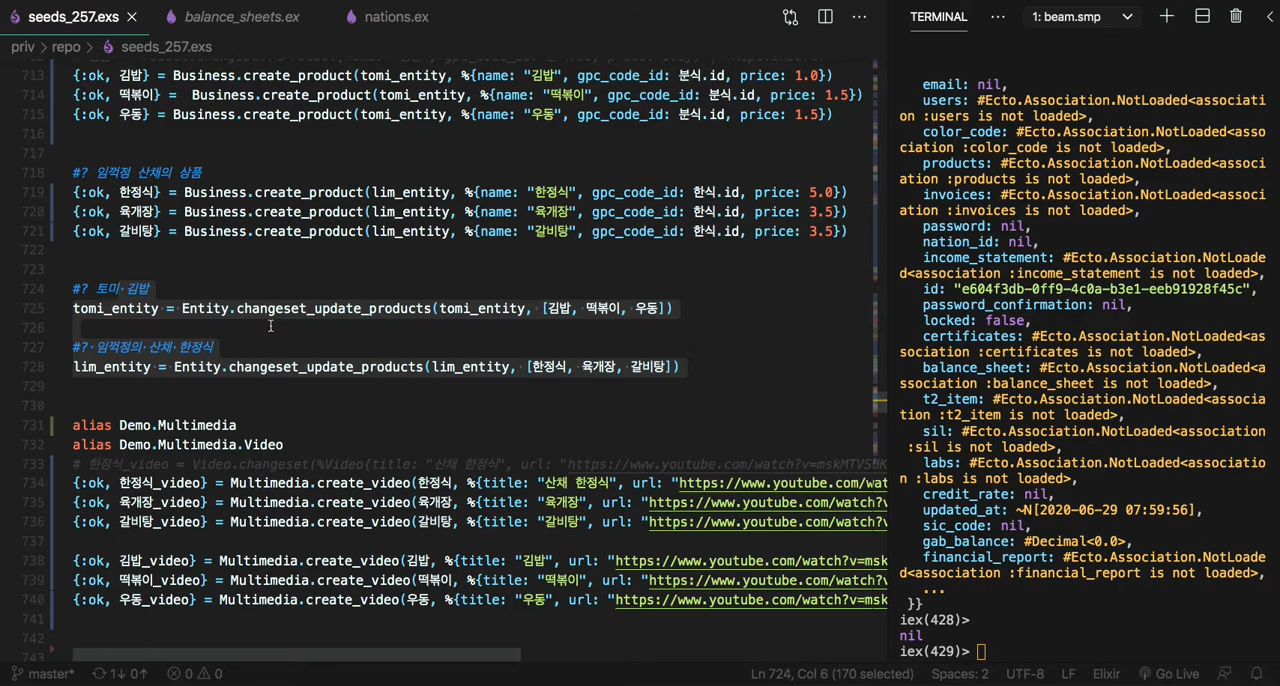 seeds_257.exs
balance_sheets.ex
nations.ex
TERMINAL
1: beam.smp
priv > repo > seeds_257.exs
713 {:ok, 김밥} = Business.create_product(tomi_entity, %{name: "김밥", gpc_code_id: 분식.id, price: 1.0})
714 {:ok, 떡볶이} =  Business.create_product(tomi_entity, %{name: "떡볶이", gpc_code_id: 분식.id, price: 1.5})
715 {:ok, 우동} = Business.create_product(tomi_entity, %{name: "우동", gpc_code_id: 분식.id, price: 1.5})
716
717
718 #? 임꺽정 산채의 상품
719 {:ok, 한정식} = Business.create_product(lim_entity, %{name: "한정식", gpc_code_id: 한식.id, price: 5.0})
720 {:ok, 육개장} = Business.create_product(lim_entity, %{name: "육개장", gpc_code_id: 한식.id, price: 3.5})
721 {:ok, 갈비탕} = Business.create_product(lim_entity, %{name: "갈비탕", gpc_code_id: 한식.id, price: 3.5})
722
723
724 #? 토미·김밥
725 tomi_entity = Entity.changeset_update_products(tomi_entity, [김밥, 떡볶이, 우동])
726
727 #?·임꺽정의·산채·한정식
728 lim_entity = Entity.changeset_update_products(lim_entity, [한정식, 육개장, 갈비탕])
729
730
731 alias Demo.Multimedia
732 alias Demo.Multimedia.Video
733 # 한정식_video = Video.changeset(%Video{title: "산채 한정식", url: "https://www.youtube.com/watch?v=mskMTVS
734 {:ok, 한정식_video} = Multimedia.create_video(한정식, %{title: "산채 한정식", url: "https://www.youtube.com/wat
735 {:ok, 육개장_video} = Multimedia.create_video(육개장, %{title: "육개장", url: "https://www.youtube.com/watch?v
736 {:ok, 갈비탕_video} = Multimedia.create_video(갈비탕, %{title: "갈비탕", url: "https://www.youtube.com/watch?v
737
738 {:ok, 김밥_video} = Multimedia.create_video(김밥, %{title: "김밥", url: "https://www.youtube.com/watch?v=msk
739 {:ok, 떡볶이_video} = Multimedia.create_video(떡볶이, %{title: "떡볶이", url: "https://www.youtube.com/watch?v
740 {:ok, 우동_video} = Multimedia.create_video(우동, %{title: "우동", url: "https://www.youtube.com/watch?v=msk
741
742
743
email: nil,
users: #Ecto.Association.NotLoaded<associati
on :users is not loaded>,
color_code: #Ecto.Association.NotLoaded<asso
ciation :color_code is not loaded>,
products: #Ecto.Association.NotLoaded<associ
ation :products is not loaded>,
invoices: #Ecto.Association.NotLoaded<associ
ation :invoices is not loaded>,
password: nil,
nation_id: nil,
income_statement: #Ecto.Association.NotLoade
d<association :income_statement is not loaded>,
id: "e604f3db-0ff9-4c0a-b3e1-eeb91928f45c",
password_confirmation: nil,
locked: false,
certificates: #Ecto.Association.NotLoaded<as
sociation :certificates is not loaded>,
balance_sheet: #Ecto.Association.NotLoaded<a
ssociation :balance_sheet is not loaded>,
t2_item: #Ecto.Association.NotLoaded<associa
tion :t2_item is not loaded>,
sil: #Ecto.Association.NotLoaded<association
:sil is not loaded>,
labs: #Ecto.Association.NotLoaded<associatio
n :labs is not loaded>,
credit_rate: nil,
updated_at: ~N[2020-06-29 07:59:56],
sic_code: nil,
gab_balance: #Decimal<0.0>,
financial_report: #Ecto.Association.NotLoade
d<association :financial_report is not loaded>,
...
}}
iex(428)>
nil
iex(429)>
master* 1↓ 0↑ 0 0 Ln 724, Col 6 (170 selected) Spaces: 2 UTF-8 LF Elixir Go Live